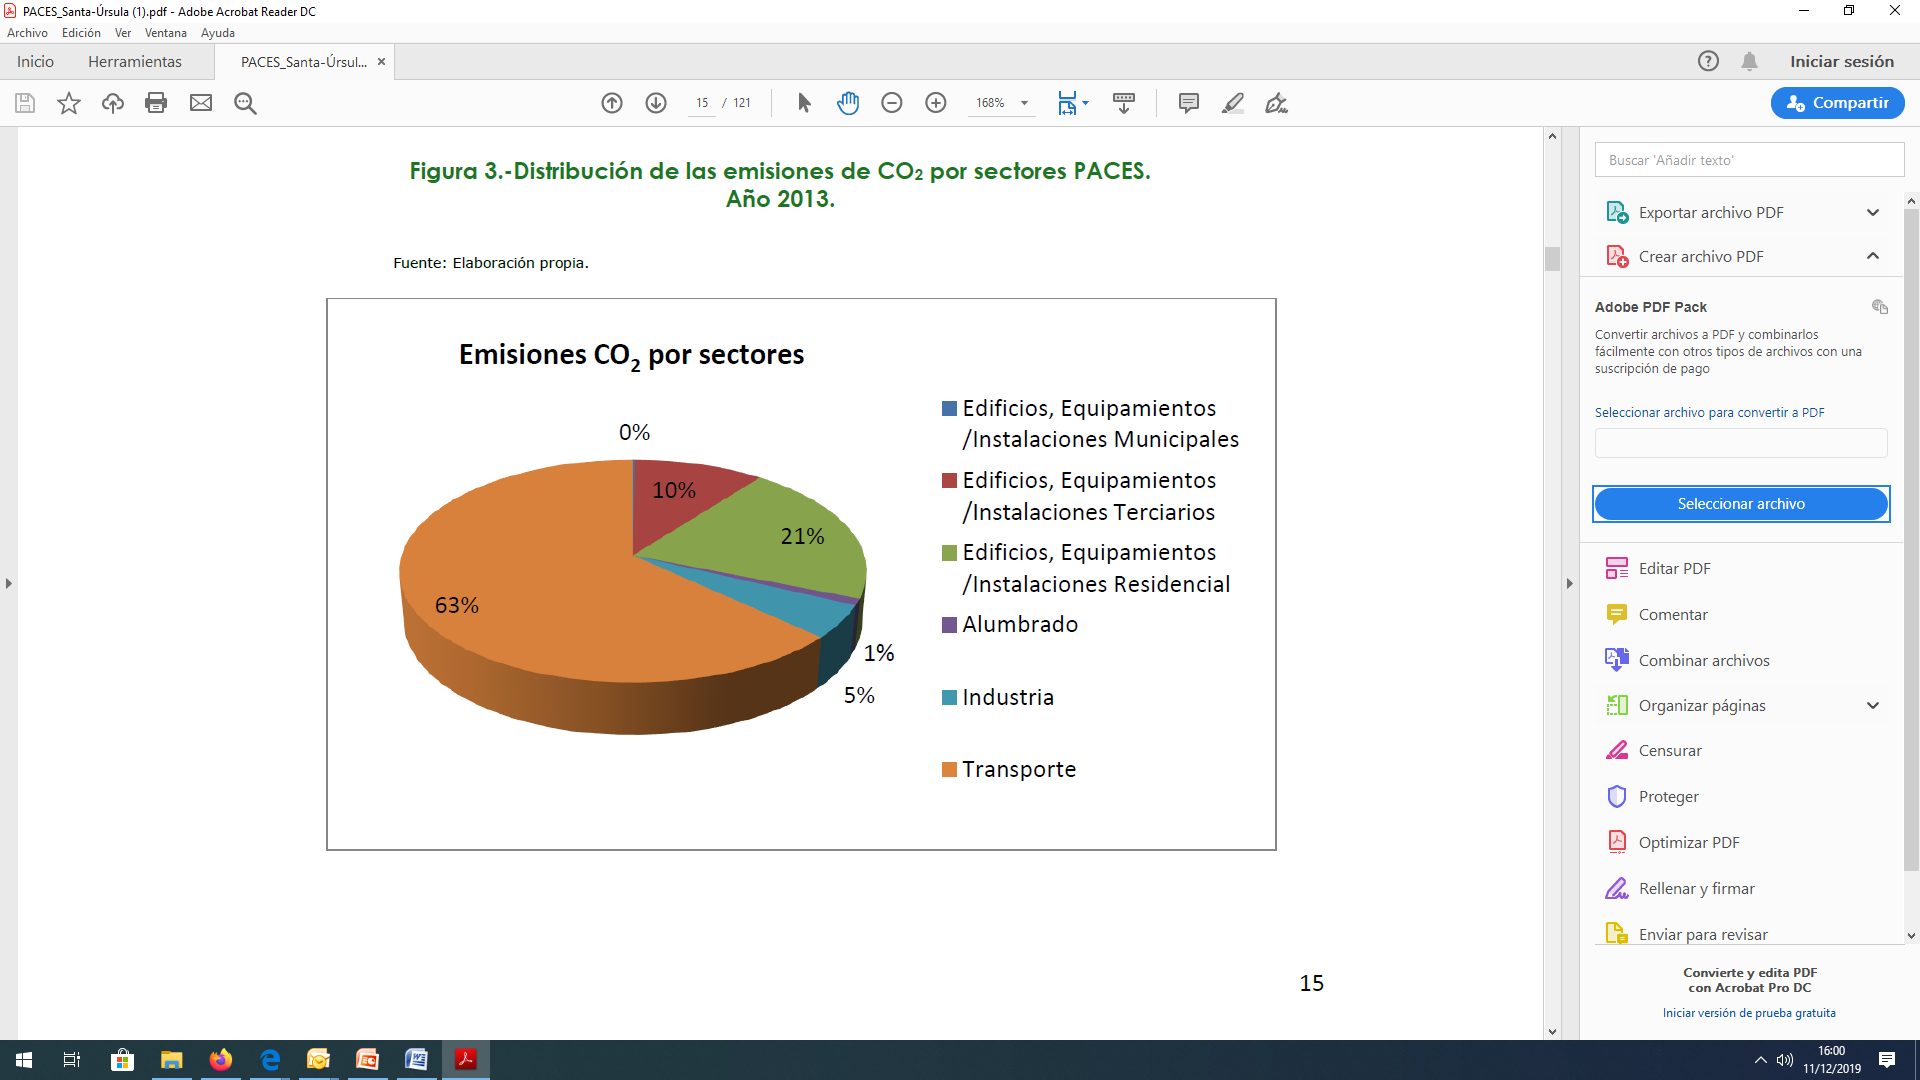 PACES_Santa-Úrsula (1).pdf - Adobe Acrobat Reader DC
Archivo Edición Ver Ventana Ayuda
Inicio Herramientas PACES_Santa-Úrsul... × Iniciar sesión
15 / 121 168% Compartir
Figura 3.-Distribución de las emisiones de CO₂ por sectores PACES.
Año 2013.
Fuente: Elaboración propia.
Emisiones CO₂ por sectores
0%
10%
21%
63%
1%
5%
Edificios, Equipamientos
/Instalaciones Municipales
Edificios, Equipamientos
/Instalaciones Terciarios
Edificios, Equipamientos
/Instalaciones Residencial
Alumbrado
Industria
Transporte
15
Buscar 'Añadir texto'
Exportar archivo PDF
Crear archivo PDF
Adobe PDF Pack
Convertir archivos a PDF y combinarlos
fácilmente con otros tipos de archivos con una
suscripción de pago
Seleccionar archivo para convertir a PDF
Seleccionar archivo
Editar PDF
Comentar
Combinar archivos
Organizar páginas
Censurar
Proteger
Optimizar PDF
Rellenar y firmar
Enviar para revisar
Convierte y edita PDF
con Acrobat Pro DC
Iniciar versión de prueba gratuita
16:00
11/12/2019